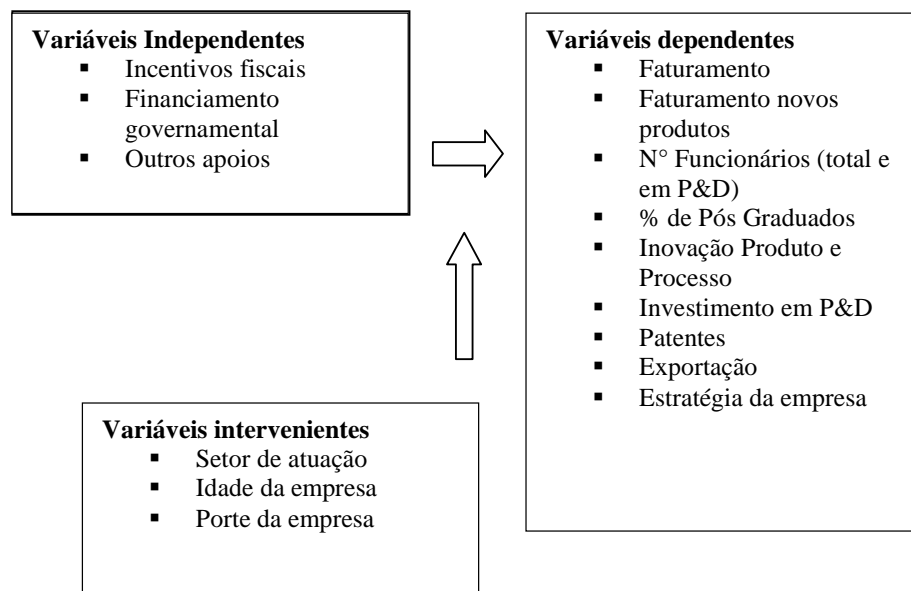 Variáveis Independentes
▪ Incentivos fiscais
▪ Financiamento
governamental
▪ Outros apoios
Variáveis dependentes
▪ Faturamento
▪ Faturamento novos
produtos
▪ N° Funcionários (total e
em P&D)
▪ % de Pós Graduados
▪ Inovação Produto e
Processo
▪ Investimento em P&D
▪ Patentes
▪ Exportação
▪ Estratégia da empresa
Variáveis intervenientes
▪ Setor de atuação
▪ Idade da empresa
▪ Porte da empresa